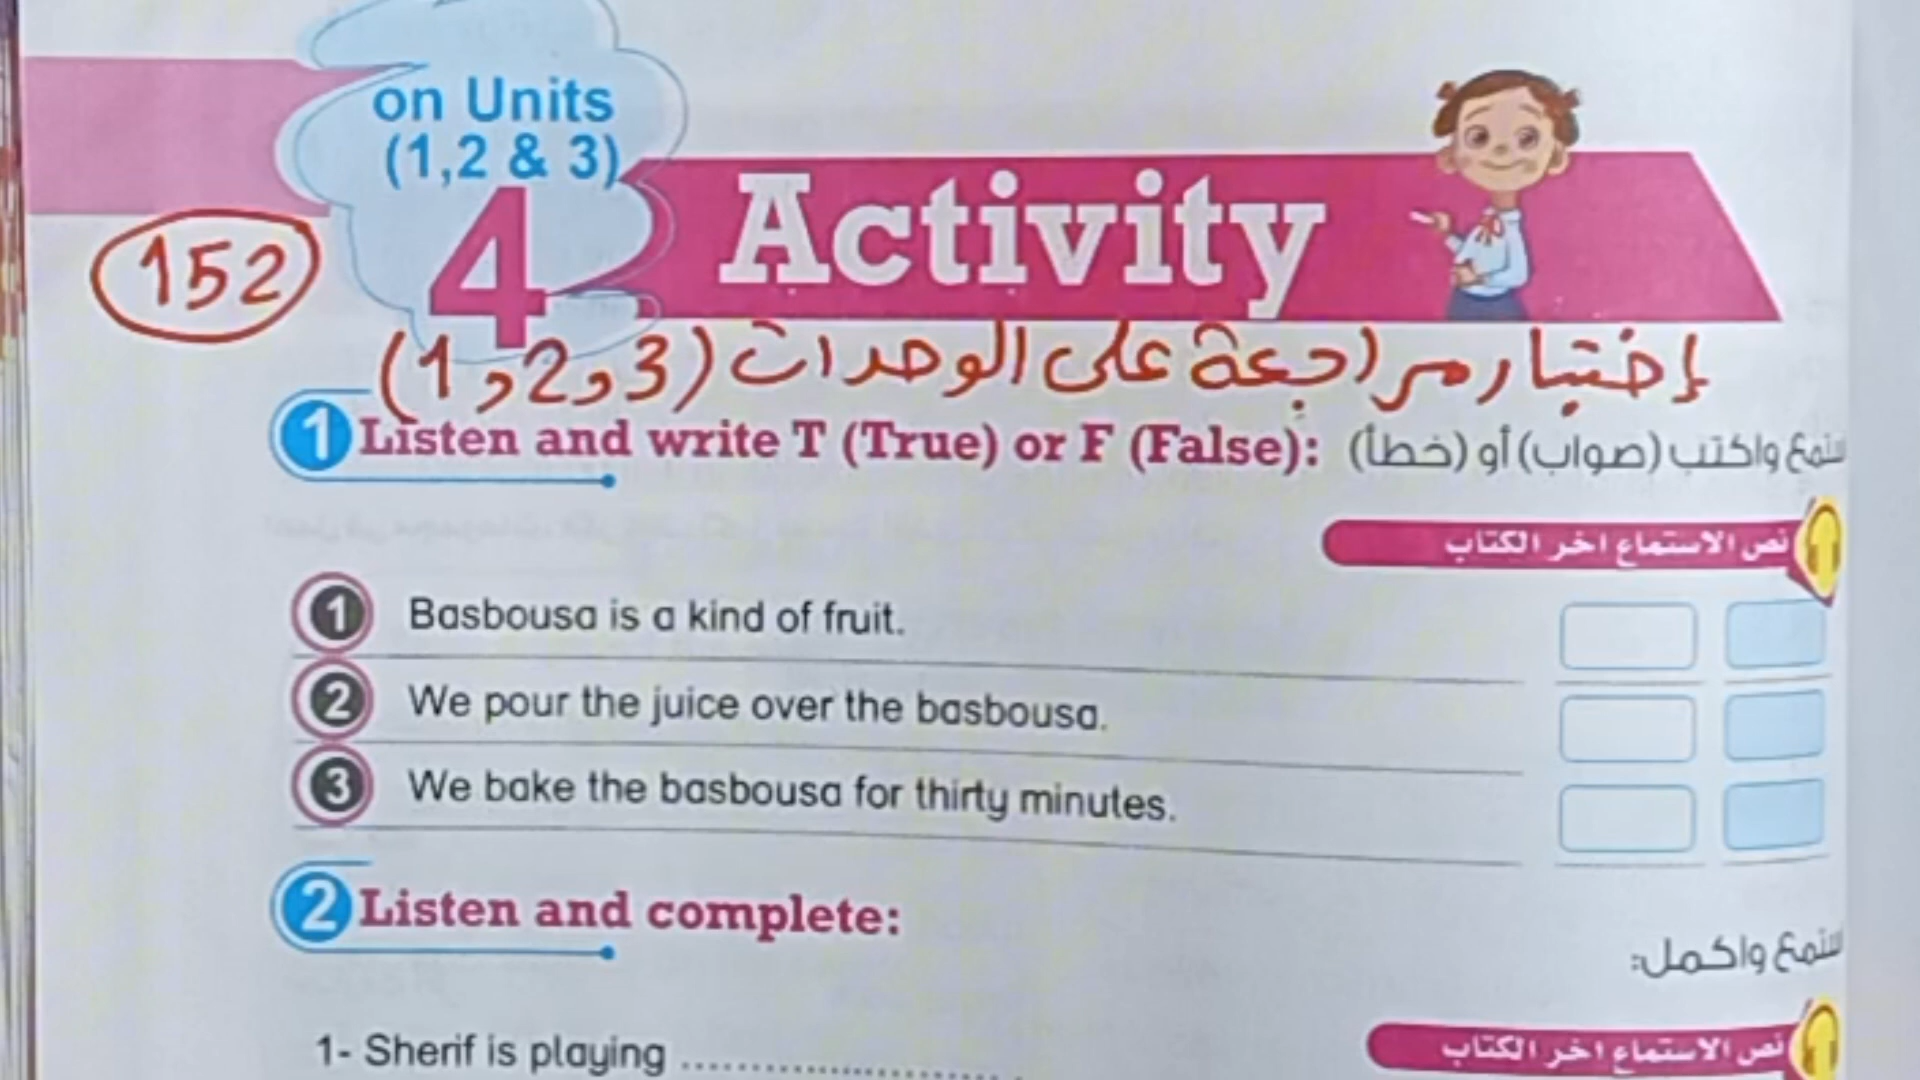 on Units
(1,2 & 3)
4 Activity
152
إختبار مراجعة على الوحدات (1,2,3)
1 Listen and write T (True) or F (False): استمع واكتب (صواب) أو (خطأ)
نص الاستماع اخر الكتاب
1 Basbousa is a kind of fruit.
2 We pour the juice over the basbousa.
3 We bake the basbousa for thirty minutes.
2 Listen and complete:
استمع واكمل:
نص الاستماع اخر الكتاب
1- Sherif is playing ........................ .